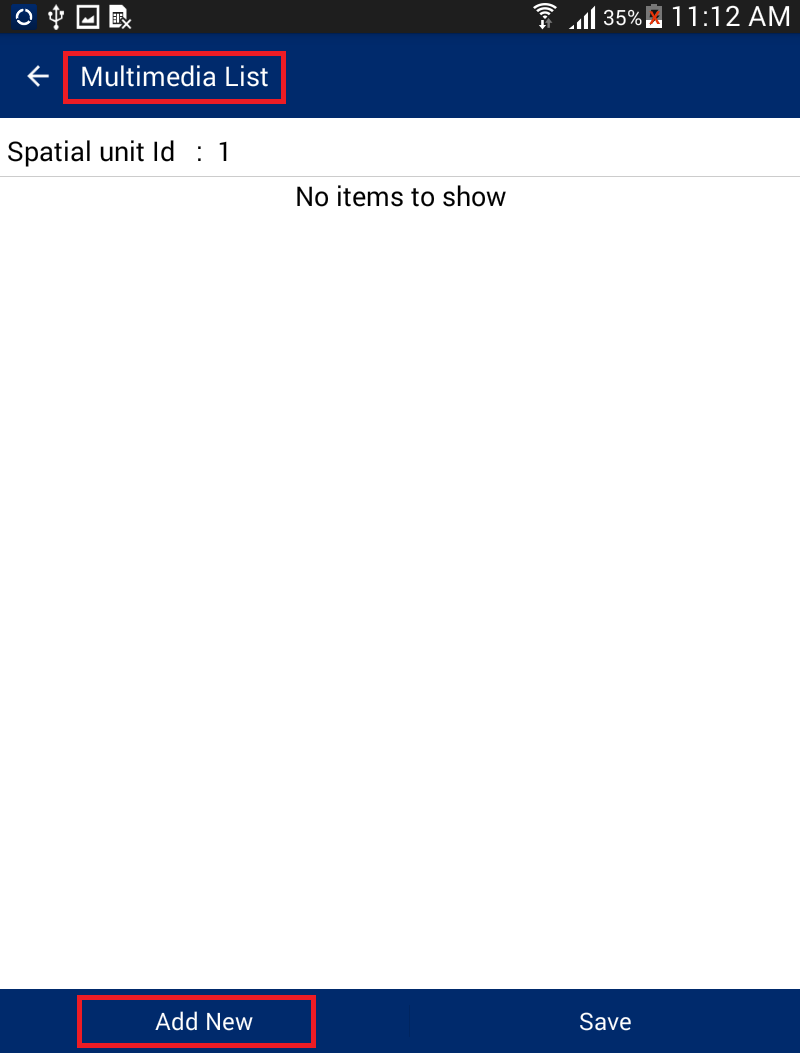 35% 11:12 AM
Multimedia List
Spatial unit Id : 1
No items to show
Add New Save